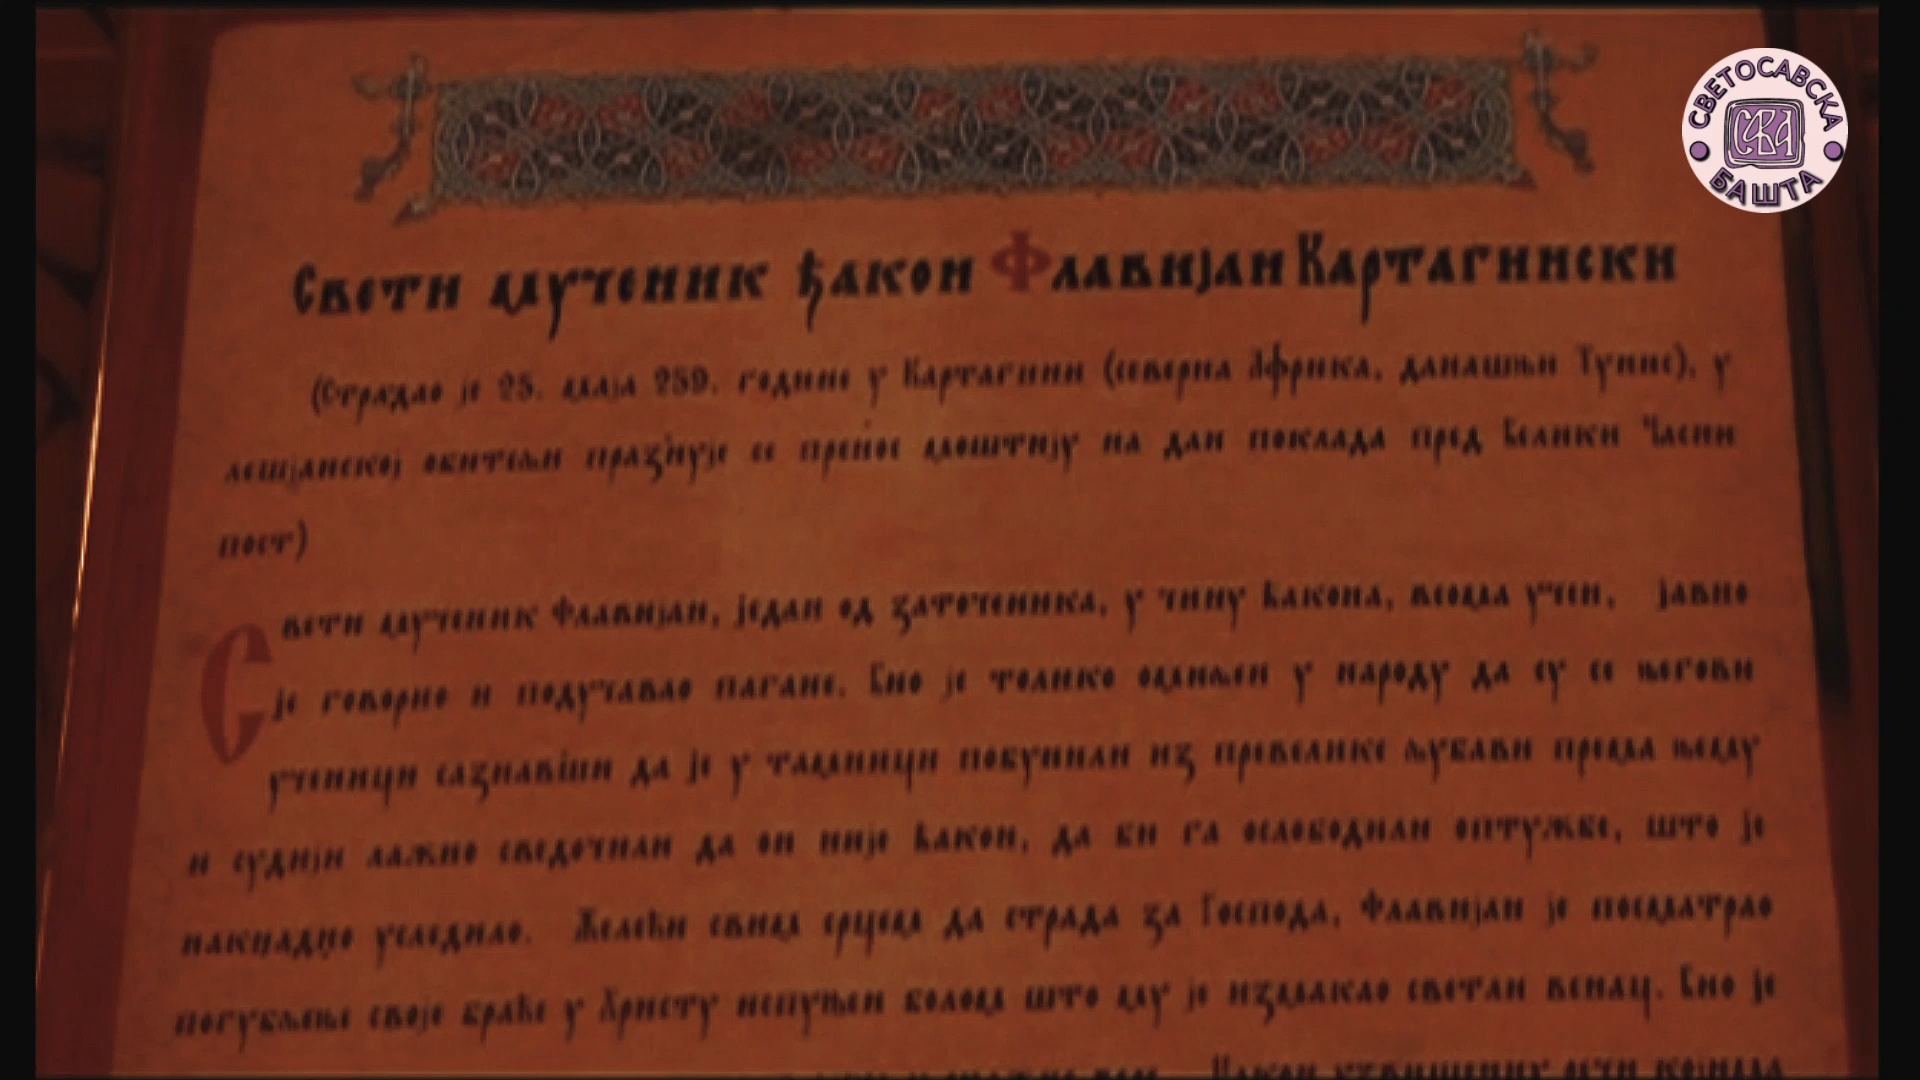 СВЕТОСАВСКА
СВА
БАШТА
Свети мученик ђакон Флавијан Картагински
(Страдао је 25. маја 259. године у Картагини (северна Африка, данашњи Тунис), у
лешјанској обитељи празнује се пренос моштију на дан поклада пред Велики Часни
пост)
Свети мученик Флавијан, један од заточеника, у чину ђакона, веома учен, јавно
је говорио и подучавао пагане. Био је толико омиљен у народу да су се његови
ученици сазнавши да је у тамници побунили из превелике љубави према њему
и судији лажно сведочили да он није ђакон, да би га ослободили оптужбе, што је
накнадно уследило. Желећи свим срцем да страда за Господа, Флавијан је посматрао
погубљење своје браће у Христу испуњен болом што му је измакао светли венац. Био је